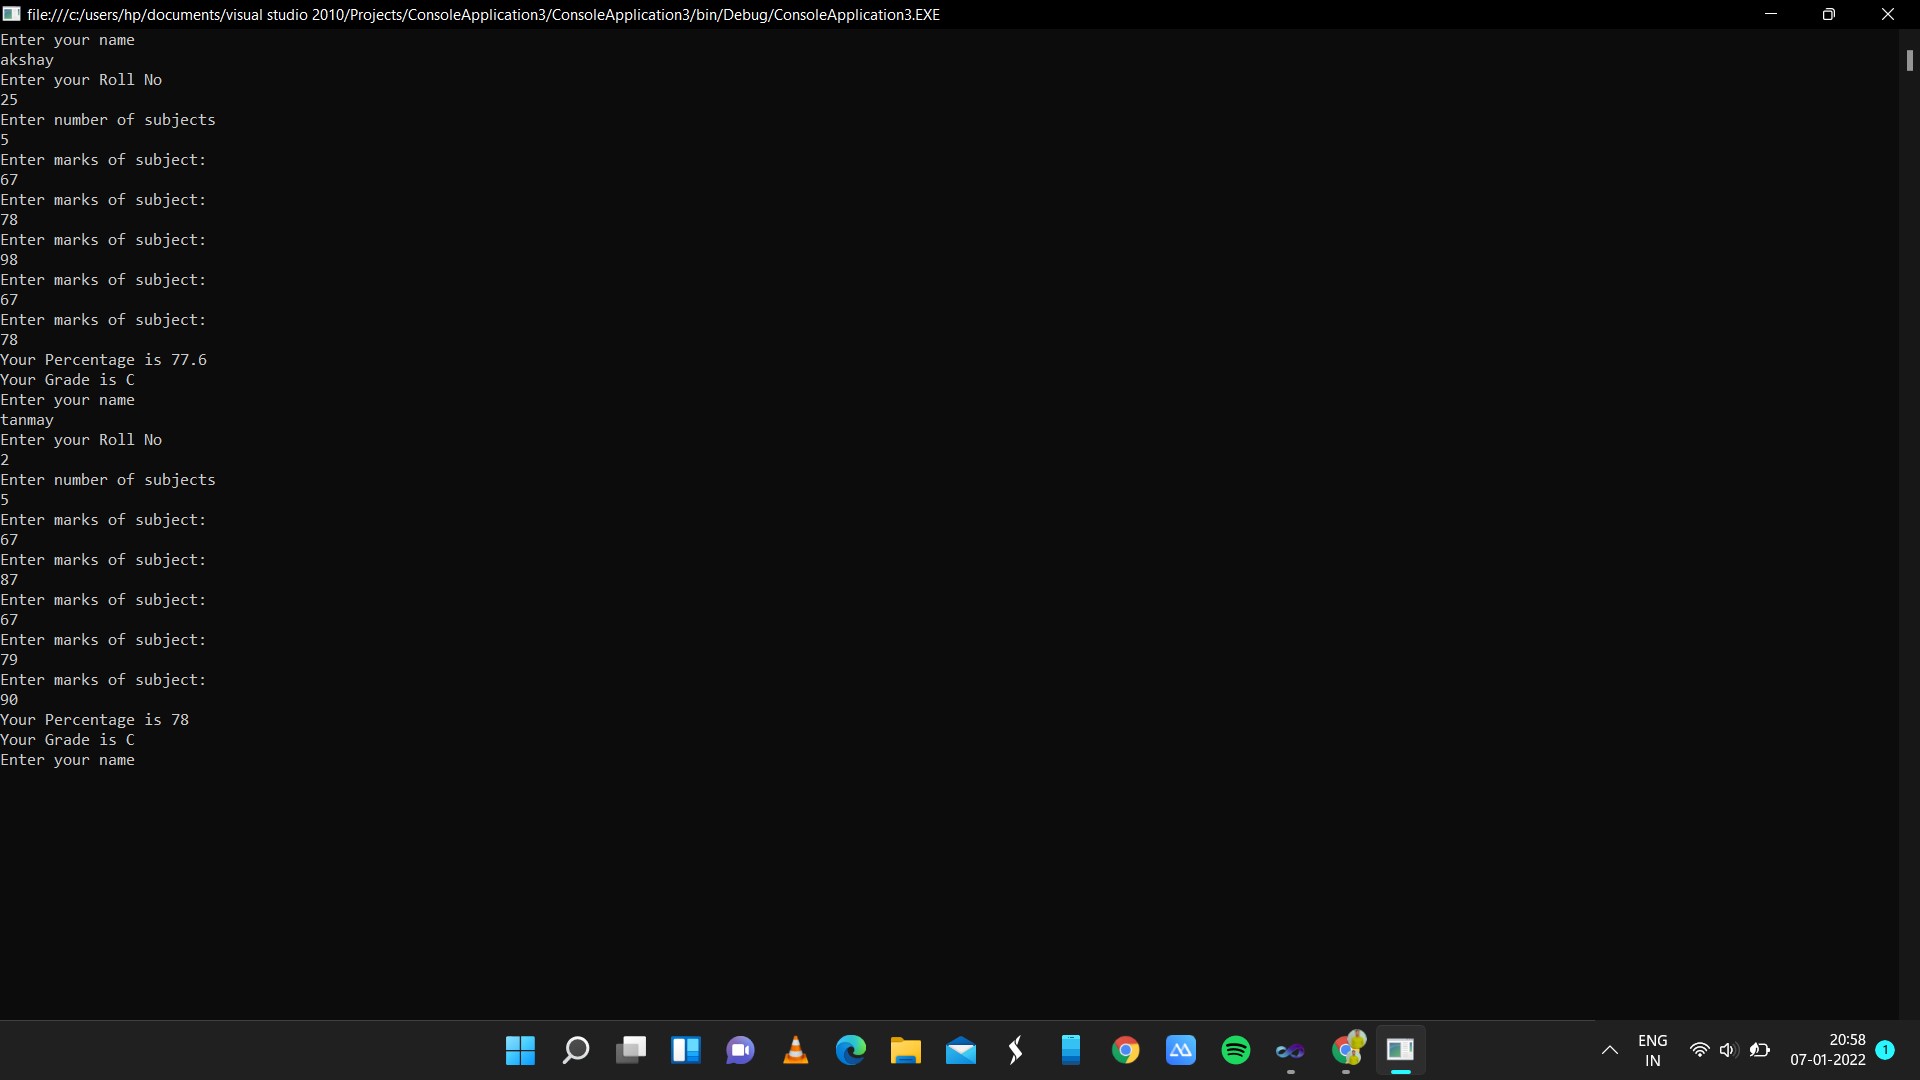 file:///c:/users/hp/documents/visual studio 2010/Projects/ConsoleApplication3/ConsoleApplication3/bin/Debug/ConsoleApplication3.EXE
Enter your name
akshay
Enter your Roll No
25
Enter number of subjects
5
Enter marks of subject:
67
Enter marks of subject:
78
Enter marks of subject:
98
Enter marks of subject:
67
Enter marks of subject:
78
Your Percentage is 77.6
Your Grade is C
Enter your name
tanmay
Enter your Roll No
2
Enter number of subjects
5
Enter marks of subject:
67
Enter marks of subject:
87
Enter marks of subject:
67
Enter marks of subject:
79
Enter marks of subject:
90
Your Percentage is 78
Your Grade is C
Enter your name
ENG
IN
20:58
07-01-2022
1